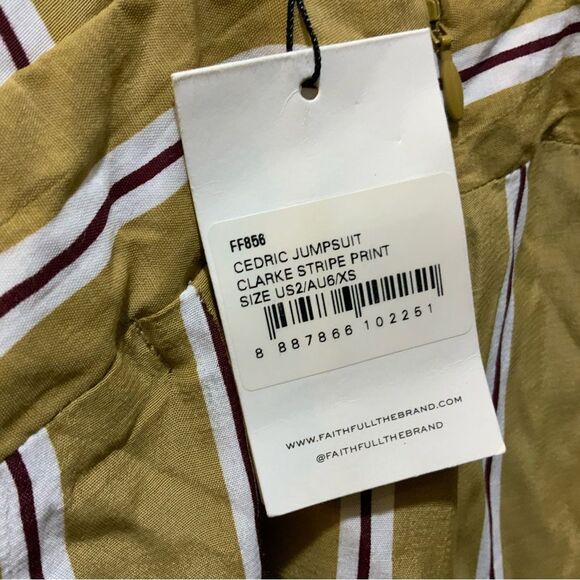 FF856
CEDRIC JUMPSUIT
CLARKE STRIPE PRINT
SIZE US2/AU6/XS
8 887866 102251
WWW.FAITHFULLTHEBRAND.COM
@FAITHFULLTHEBRAND